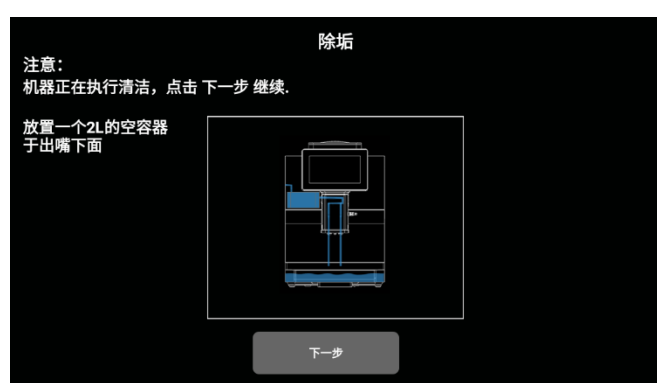 除垢
注意：
机器正在执行清洁，点击 下一步 继续.
放置一个2L的空容器
于出嘴下面
下一步